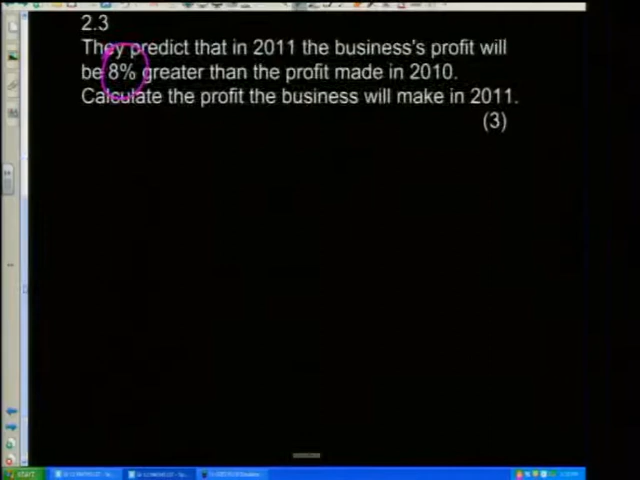 2.3
They predict that in 2011 the business's profit will
be 8% greater than the profit made in 2010.
Calculate the profit the business will make in 2011.
(3)
START